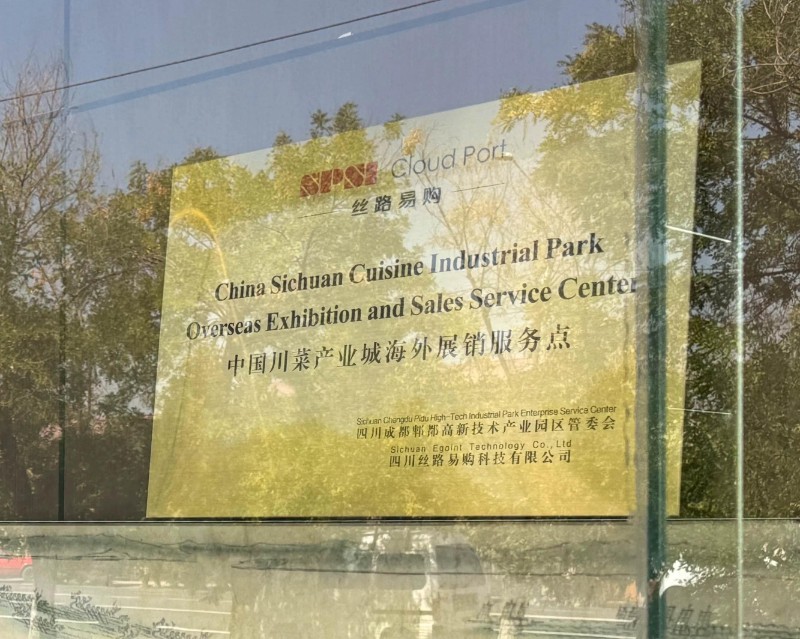 SPSI Cloud Port
丝路易购
China Sichuan Cuisine Industrial Park
Overseas Exhibition and Sales Service Center
中国川菜产业城海外展销服务点
Sichuan Chengdu Pidu High-Tech Industrial Park Enterprise Service Center
四川成都郫都高新技术产业园区管委会
Sichuan Egoint Technology Co.,Ltd
四川丝路易购科技有限公司